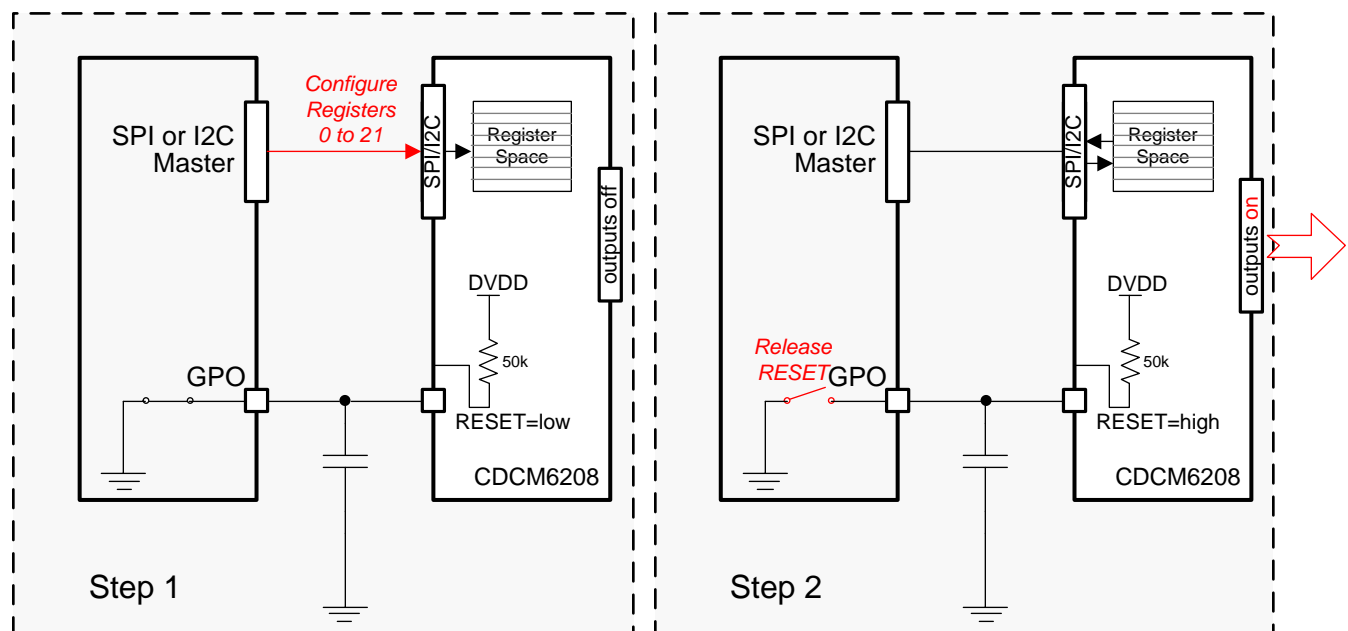 Configure
Registers
0 to 21
SPI or I2C
Master
SPI/I2C
Register
Space
outputs off
DVDD
50k
GPO
RESET=low
CDCM6208
Step 1
SPI or I2C
Master
SPI/I2C
Register
Space
outputs on
DVDD
50k
Release
RESET
GPO
RESET=high
CDCM6208
Step 2